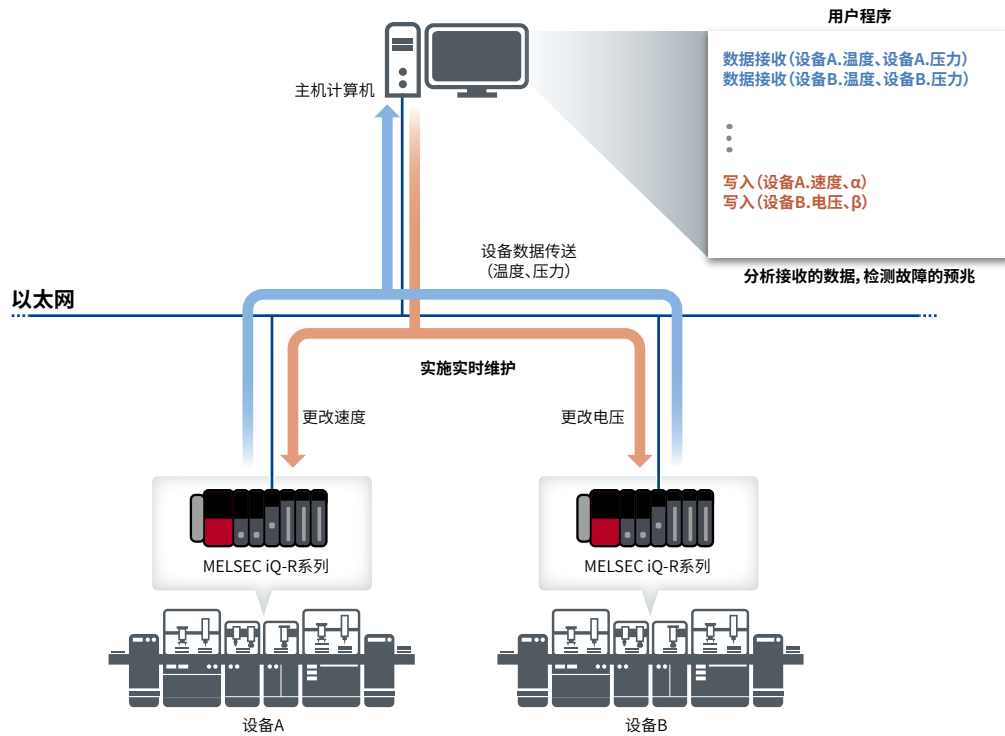 用户程序
数据接收(设备A.温度、设备A.压力)
数据接收(设备B.温度、设备B.压力)
写入(设备A.速度、α)
写入(设备B.电压、β)
分析接收的数据,检测故障的预兆
主机计算机
设备数据传送
(温度、压力)
以太网
实施实时维护
更改速度
更改电压
MELSEC iQ-R系列
MELSEC iQ-R系列
设备A
设备B